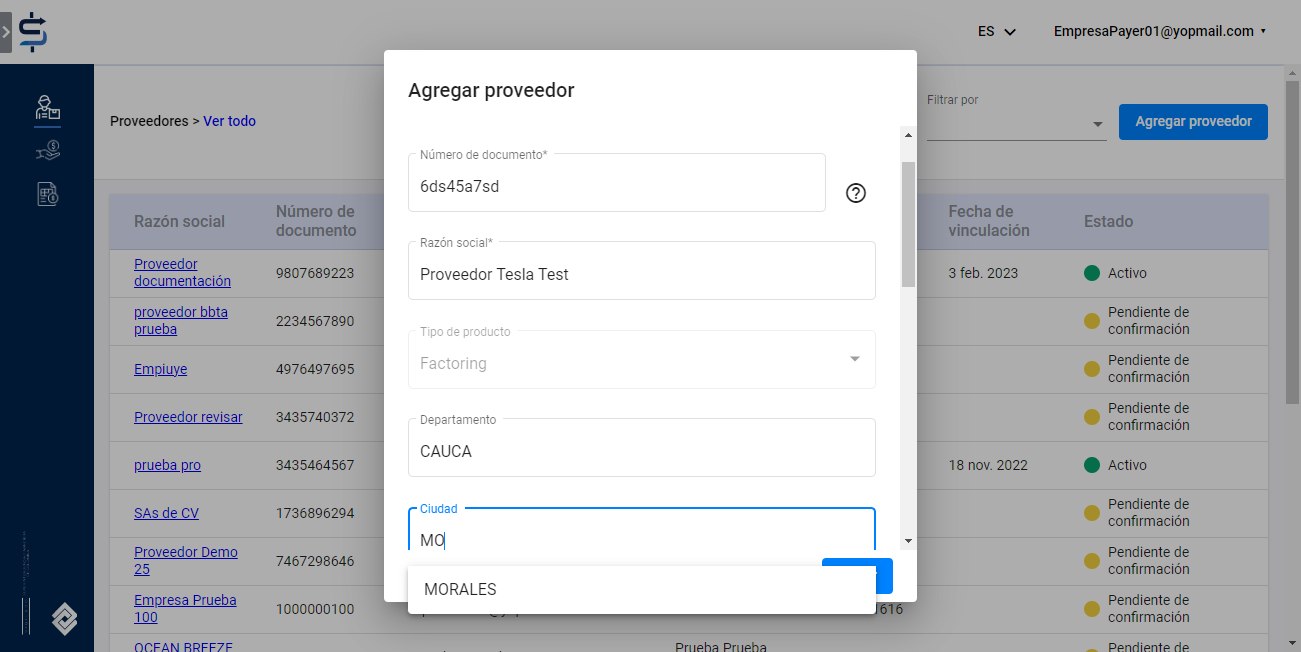 ES
EmpresaPayer01@yopmail.com
Proveedores > Ver todo
Filtrar por
Agregar proveedor
Agregar proveedor
Número de documento*
6ds45a7sd
Razón social*
Proveedor Tesla Test
Tipo de producto
Factoring
Departamento
CAUCA
Ciudad
MO
MORALES
Razón social
Número de
documento
Fecha de
vinculación
Estado
Proveedor
documentación
9807689223
3 feb. 2023
Activo
proveedor bbta
prueba
2234567890
Pendiente de
confirmación
Empiuye
4976497695
Pendiente de
confirmación
Proveedor revisar
3435740372
Pendiente de
confirmación
prueba pro
3435464567
18 nov. 2022
Activo
SAs de CV
1736896294
Pendiente de
confirmación
Proveedor Demo
25
7467298646
Pendiente de
confirmación
Empresa Prueba
100
1000000100
1616
Pendiente de
confirmación
OCEAN BREEZE
Prueba Prueba
Pendiente de